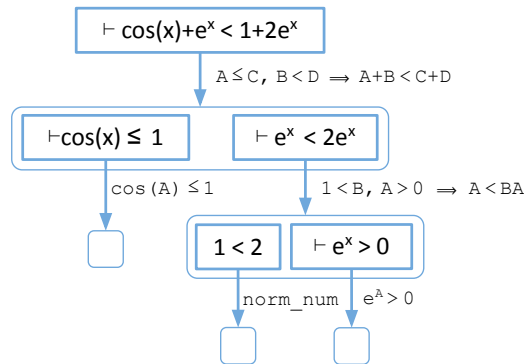 ⊢ cos(x)+eˣ < 1+2eˣ
A≤C, B<D ⟹ A+B<C+D
⊢cos(x) ≤ 1
⊢ eˣ < 2eˣ
cos(A) ≤1
1<B, A>0 ⟹ A<BA
1 < 2
⊢ eˣ > 0
norm_num
eᴬ>0